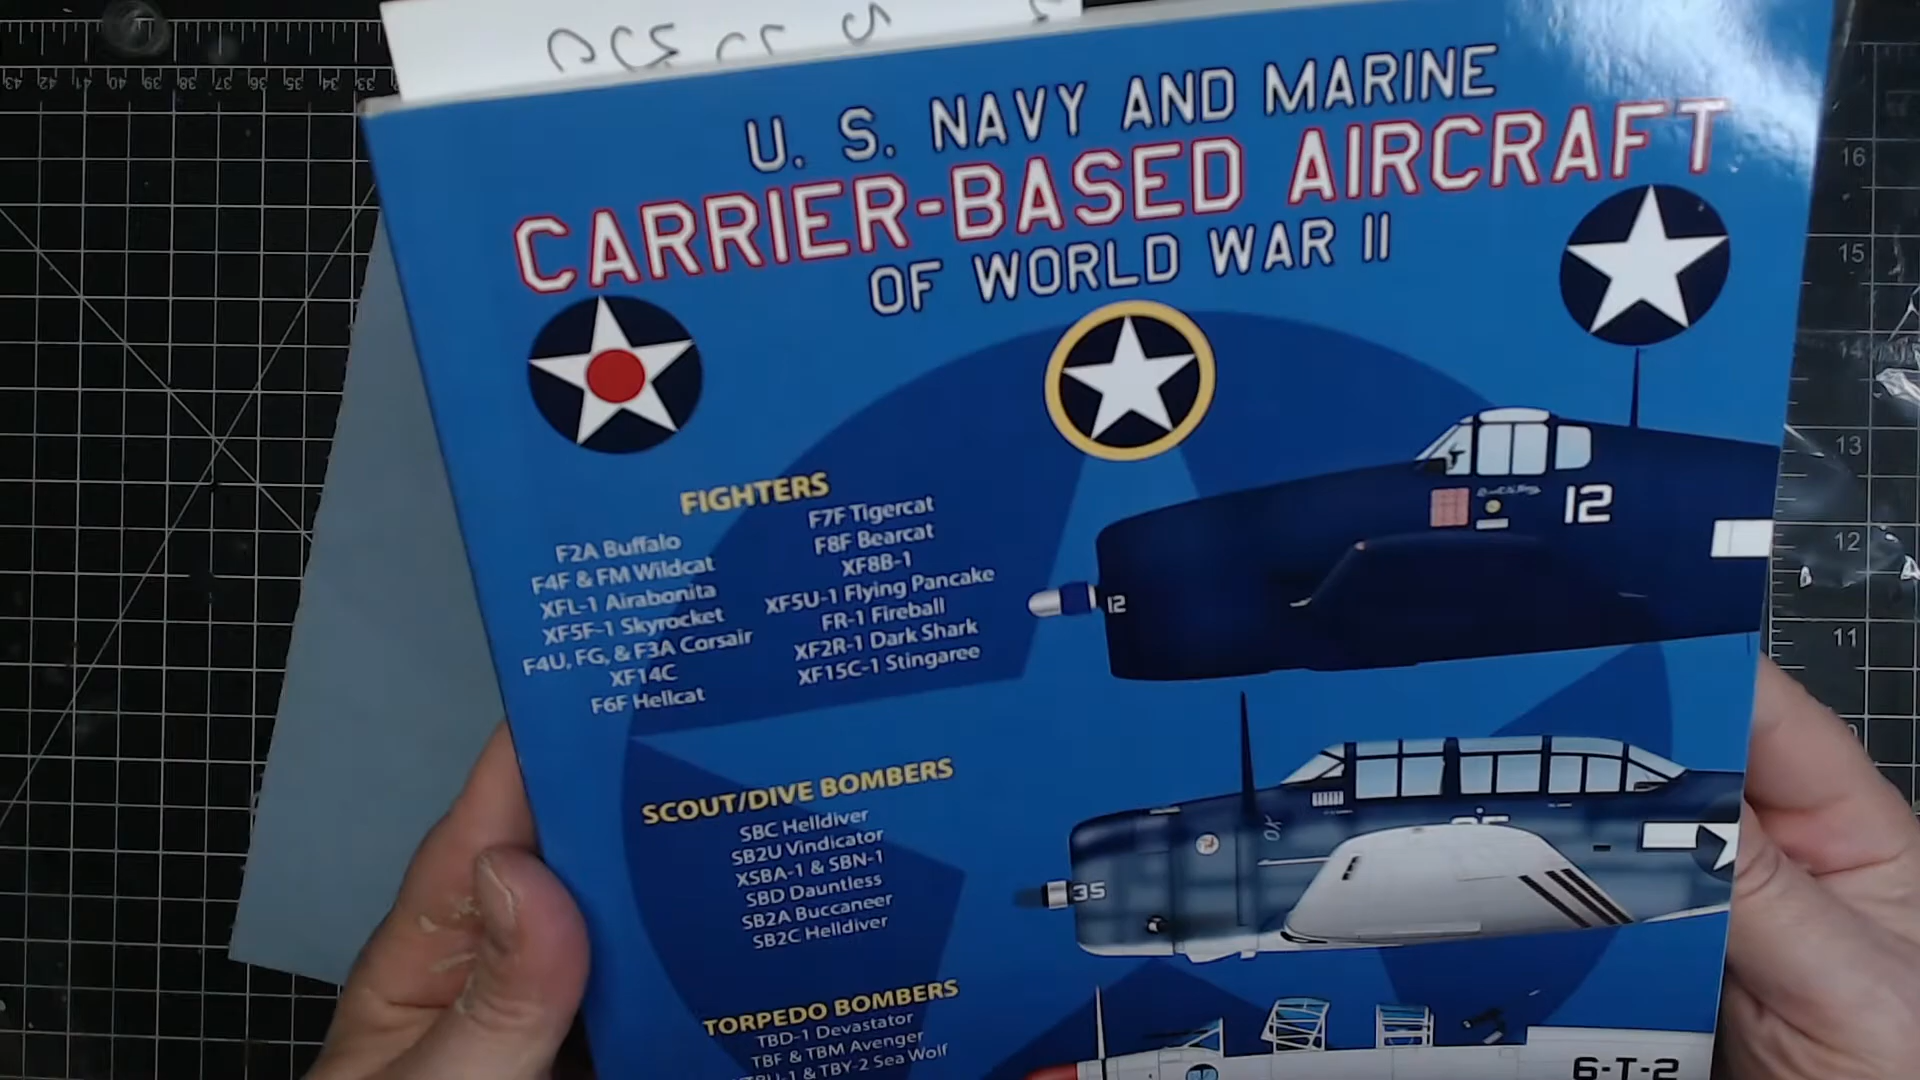 U. S. NAVY AND MARINE
CARRIER-BASED AIRCRAFT
OF WORLD WAR II
FIGHTERS
F2A Buffalo
F4F & FM Wildcat
XFL-1 Airabonita
XF5F-1 Skyrocket
F4U, FG, & F3A Corsair
XF14C
F6F Hellcat
F7F Tigercat
F8F Bearcat
XF8B-1
XF5U-1 Flying Pancake
FR-1 Fireball
XF2R-1 Dark Shark
XF15C-1 Stingaree
12
12
SCOUT/DIVE BOMBERS
SBC Helldiver
SB2U Vindicator
XSBA-1 & SBN-1
SBD Dauntless
SB2A Buccaneer
SB2C Helldiver
OK
35
TORPEDO BOMBERS
TBD-1 Devastator
TBF & TBM Avenger
& TBY-2 Sea Wolf
6-T-2
43 42 41 40 39 38 37 36 35 34 33
16
15
14
13
12
11